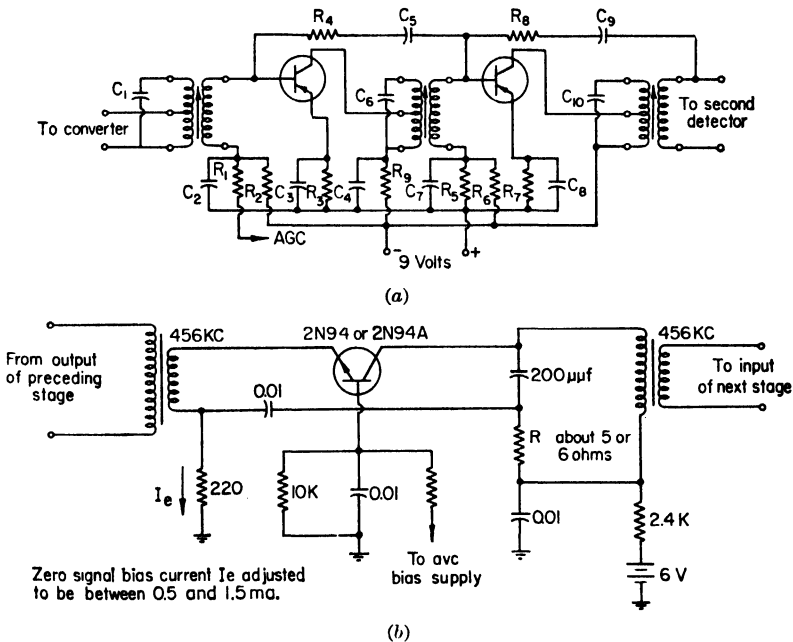 R4
C5
R8
C9
C1
C6
C10
To converter
To second
detector
R1
R2
C2
C3
R3
C4
R9
C7
R5
R6
R7
C8
AGC
- +
9 Volts
(a)
456KC
2N94 or 2N94A
456KC
From output
of preceding
stage
To input
of next stage
0.01
200μμf
R about 5 or
6 ohms
Ie
220
10K
0.01
0.01
2.4K
To avc
bias supply
6V
Zero signal bias current Ie adjusted
to be between 0.5 and 1.5ma.
(b)